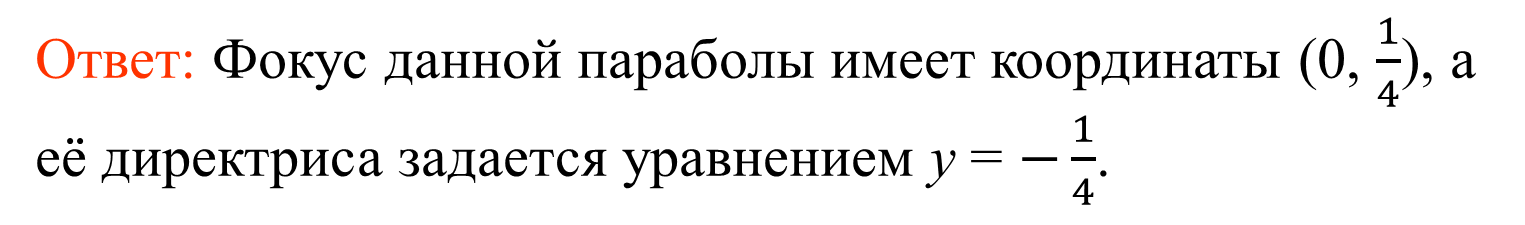 Ответ: Фокус данной параболы имеет координаты (0, 1/4), а
её директриса задается уравнением y = − 1/4.